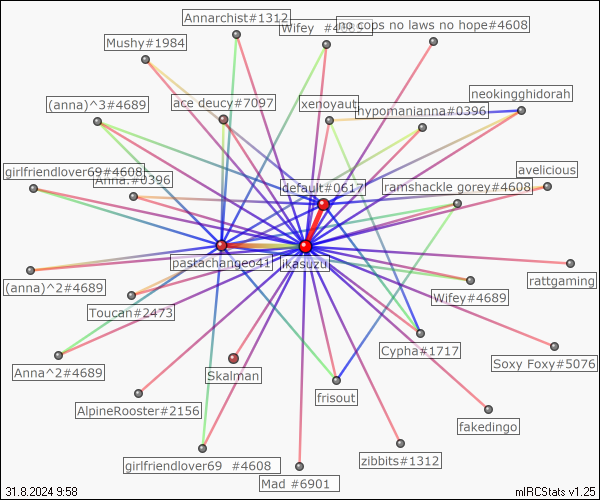 Annarchist#1312
Wifey #4689
no cops no laws no hope#4608
Mushy#1984
neokingghidorah
(anna)^3#4689
ace deucy#7097
xenoyaut
hypomanianna#0396
girlfriendlover69#4608
Anna.#0396
default#0617
ramshackle gorey#4608
avelicious
pastechangeo41
likasuzu
rattgaming
(anna)^2#4689
Wifey#4689
Toucan#2473
Cypha#1717
Soxy Foxy#5076
Anna^2#4689
Skalman
frisout
AlpineRooster#2156
fakedingo
girlfriendlover69 #4608
zibbits#1312
Mad #6901
31.8.2024 9:58
mIRCStats v1.25